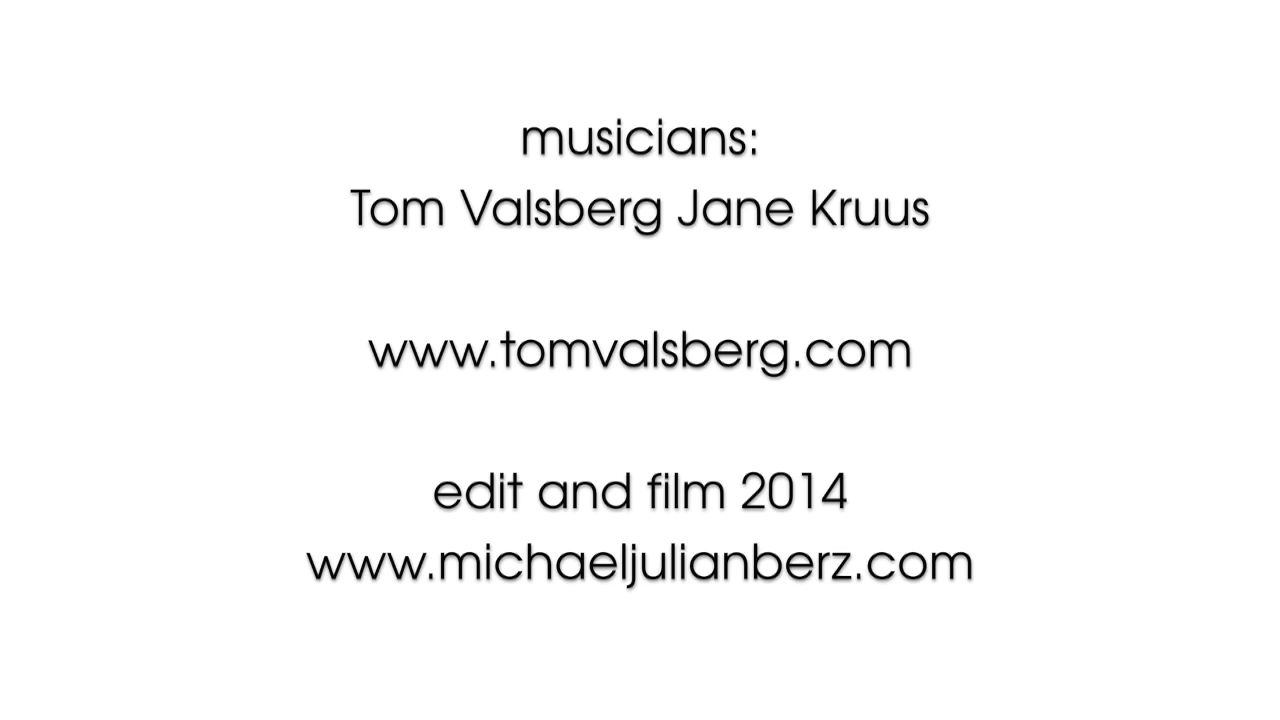 musicians:
Tom Valsberg Jane Kruus
www.tomvalsberg.com
edit and film 2014
www.michaeljulianberz.com